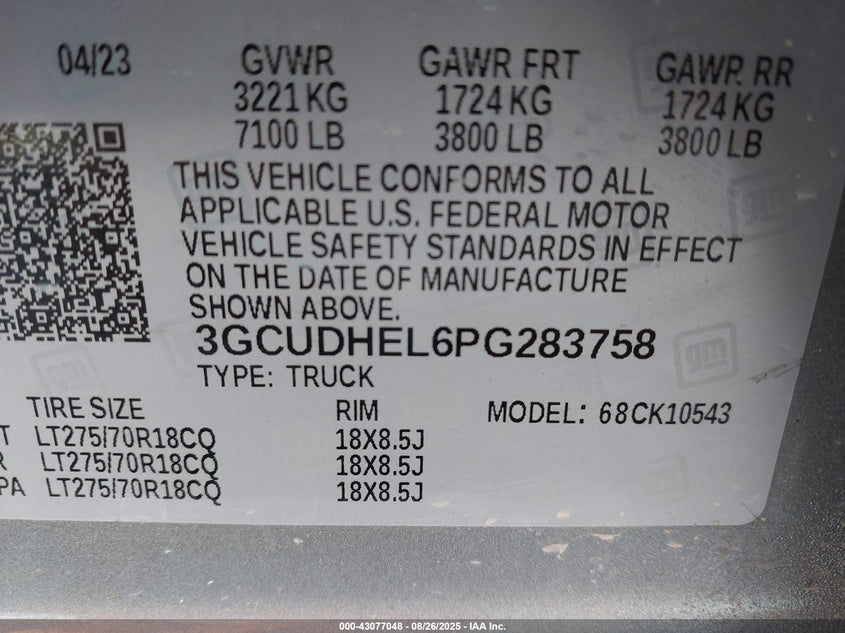 04/23 GVWR GAWR FRT GAWR RR
3221 KG 1724 KG 1724 KG
7100 LB 3800 LB 3800 LB
THIS VEHICLE CONFORMS TO ALL
APPLICABLE U.S. FEDERAL MOTOR
VEHICLE SAFETY STANDARDS IN EFFECT
ON THE DATE OF MANUFACTURE
SHOWN ABOVE.
3GCUDHEL6PG283758
TYPE: TRUCK
TIRE SIZE RIM MODEL: 68CK10543
T LT275/70R18CQ 18X8.5J
R LT275/70R18CQ 18X8.5J
PA LT275/70R18CQ 18X8.5J
gm
000-43077048 - 08/26/2025 - IAA Inc.